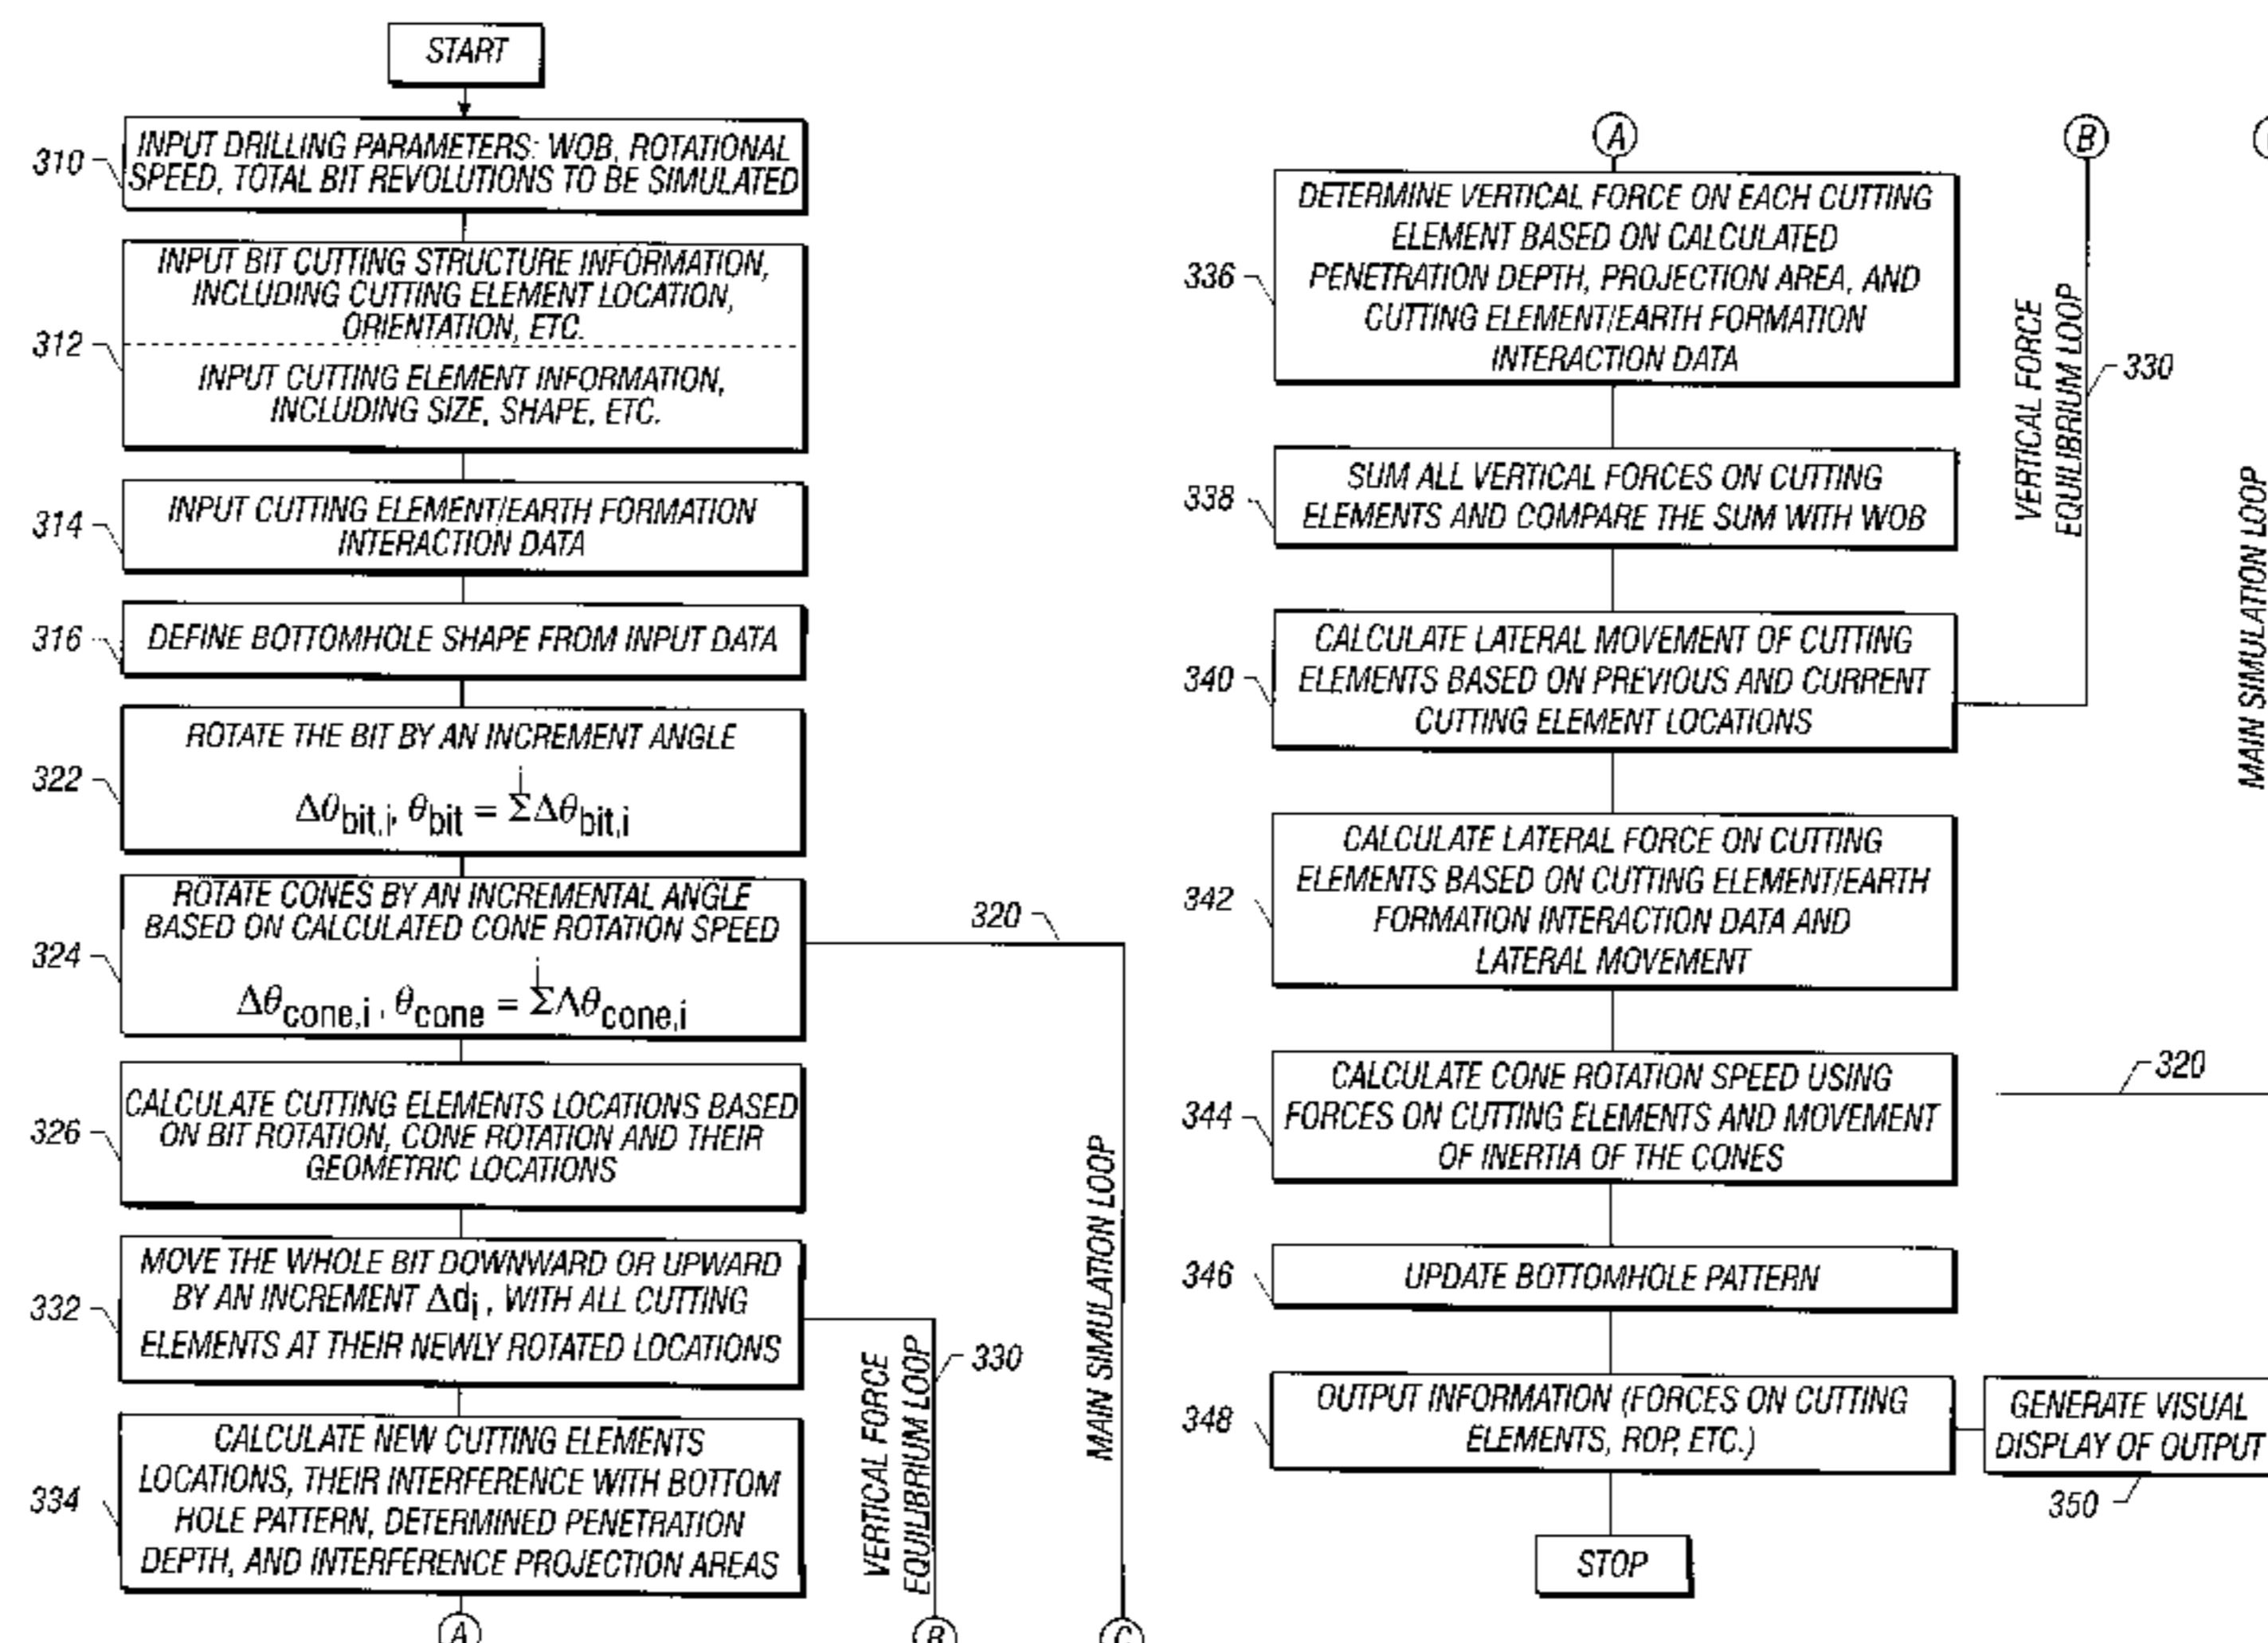 START
310
INPUT DRILLING PARAMETERS: WOB, ROTATIONAL
SPEED, TOTAL BIT REVOLUTIONS TO BE SIMULATED
312
INPUT BIT CUTTING STRUCTURE INFORMATION,
INCLUDING CUTTING ELEMENT LOCATION,
ORIENTATION, ETC.
INPUT CUTTING ELEMENT INFORMATION,
INCLUDING SIZE, SHAPE, ETC.
314
INPUT CUTTING ELEMENT/EARTH FORMATION
INTERACTION DATA
316
DEFINE BOTTOMHOLE SHAPE FROM INPUT DATA
322
ROTATE THE BIT BY AN INCREMENT ANGLE
Δθbit,i, θbit = Σ^i Δθbit,i
324
ROTATE CONES BY AN INCREMENTAL ANGLE
BASED ON CALCULATED CONE ROTATION SPEED
Δθcone,i, θcone = Σ^i Δθcone,i
320
MAIN SIMULATION LOOP
326
CALCULATE CUTTING ELEMENTS LOCATIONS BASED
ON BIT ROTATION, CONE ROTATION AND THEIR
GEOMETRIC LOCATIONS
332
MOVE THE WHOLE BIT DOWNWARD OR UPWARD
BY AN INCREMENT Δdi, WITH ALL CUTTING
ELEMENTS AT THEIR NEWLY ROTATED LOCATIONS
VERTICAL FORCE
EQUILIBRIUM LOOP
330
334
CALCULATE NEW CUTTING ELEMENTS
LOCATIONS, THEIR INTERFERENCE WITH BOTTOM
HOLE PATTERN, DETERMINED PENETRATION
DEPTH, AND INTERFERENCE PROJECTION AREAS
A
B
C
A
B
336
DETERMINE VERTICAL FORCE ON EACH CUTTING
ELEMENT BASED ON CALCULATED
PENETRATION DEPTH, PROJECTION AREA, AND
CUTTING ELEMENT/EARTH FORMATION
INTERACTION DATA
VERTICAL FORCE
EQUILIBRIUM LOOP
330
MAIN SIMULATION LOOP
338
SUM ALL VERTICAL FORCES ON CUTTING
ELEMENTS AND COMPARE THE SUM WITH WOB
340
CALCULATE LATERAL MOVEMENT OF CUTTING
ELEMENTS BASED ON PREVIOUS AND CURRENT
CUTTING ELEMENT LOCATIONS
342
CALCULATE LATERAL FORCE ON CUTTING
ELEMENTS BASED ON CUTTING ELEMENT/EARTH
FORMATION INTERACTION DATA AND
LATERAL MOVEMENT
344
CALCULATE CONE ROTATION SPEED USING
FORCES ON CUTTING ELEMENTS AND MOVEMENT
OF INERTIA OF THE CONES
320
346
UPDATE BOTTOMHOLE PATTERN
348
OUTPUT INFORMATION (FORCES ON CUTTING
ELEMENTS, ROP, ETC.)
GENERATE VISUAL
DISPLAY OF OUTPUT
350
STOP